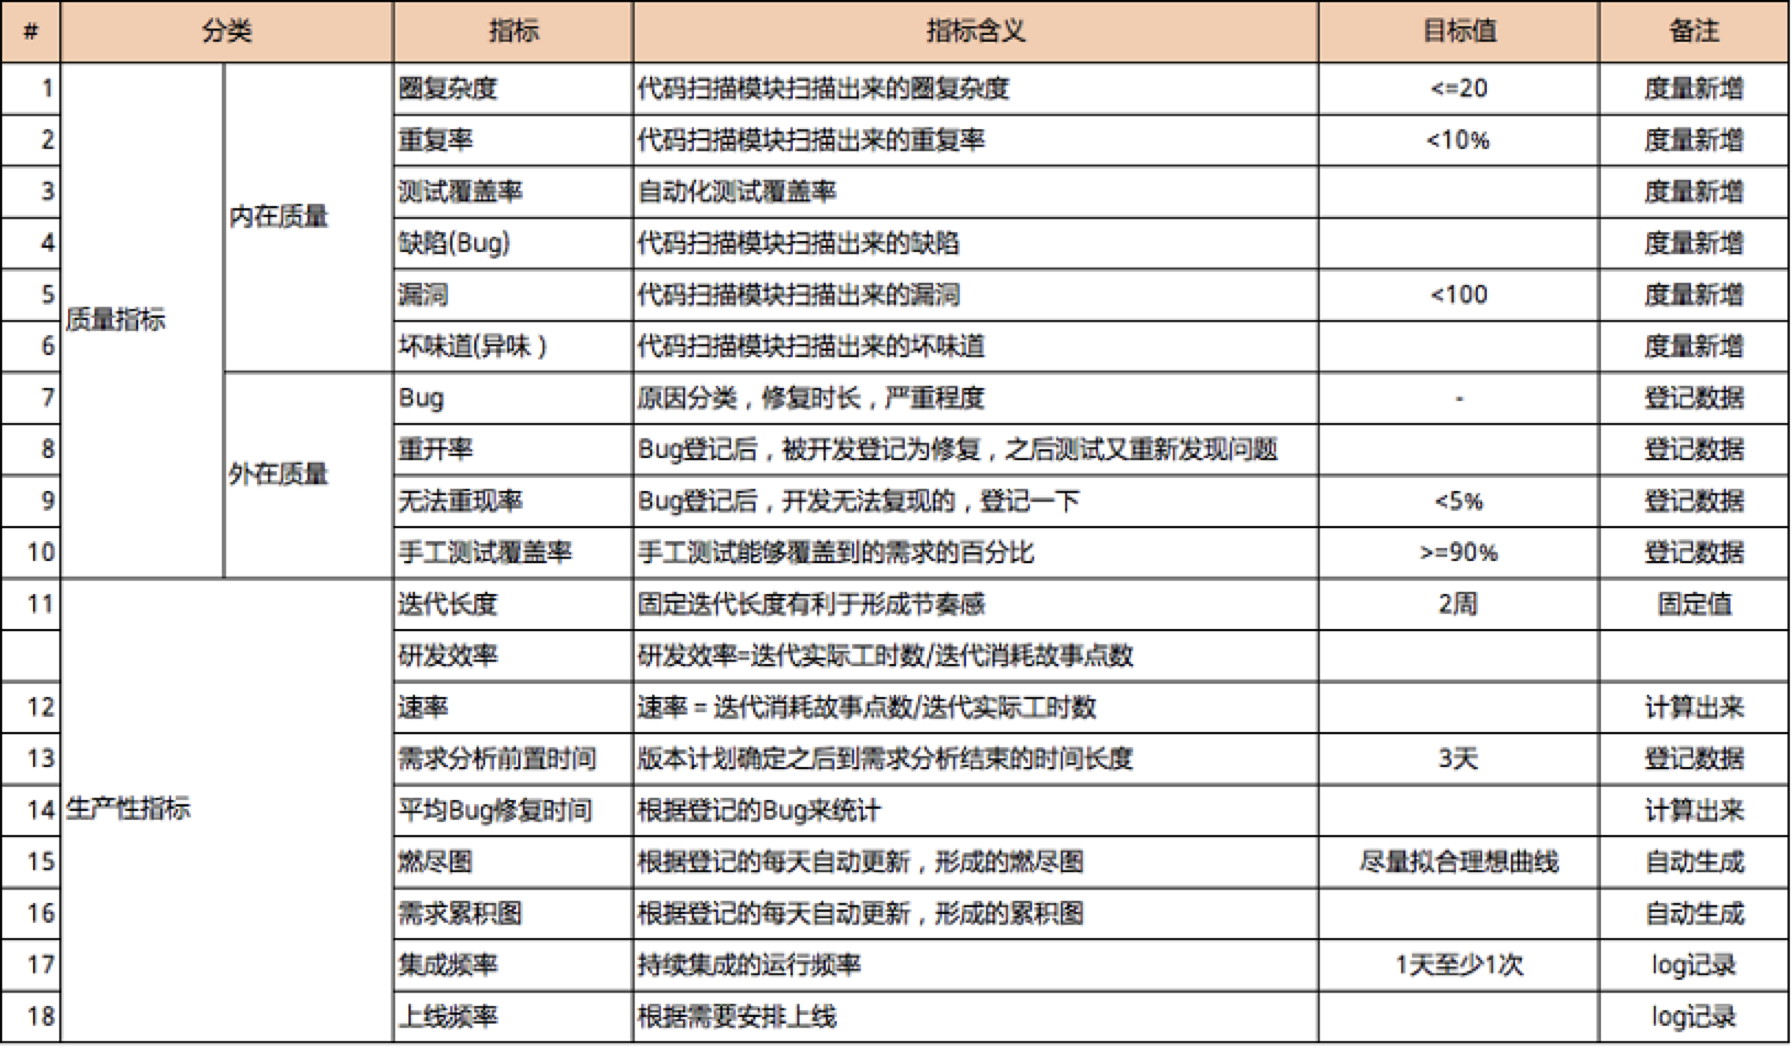 # 分类 指标 指标含义 目标值 备注
1 圈复杂度 代码扫描模块扫描出来的圈复杂度 <=20 度量新增
2 重复率 代码扫描模块扫描出来的重复率 <10% 度量新增
3 测试覆盖率 自动化测试覆盖率 度量新增
内在质量
4 缺陷(Bug) 代码扫描模块扫描出来的缺陷 度量新增
5 漏洞 代码扫描模块扫描出来的漏洞 <100 度量新增
质量指标
6 坏味道(异味） 代码扫描模块扫描出来的坏味道 度量新增
7 Bug 原因分类，修复时长，严重程度 - 登记数据
8 重开率 Bug登记后，被开发登记为修复，之后测试又重新发现问题 登记数据
外在质量
9 无法重现率 Bug登记后，开发无法复现的，登记一下 <5% 登记数据
10 手工测试覆盖率 手工测试能够覆盖到的需求的百分比 >=90% 登记数据
11 迭代长度 固定迭代长度有利于形成节奏感 2周 固定值
研发效率 研发效率=迭代实际工时数/迭代消耗故事点数
12 速率 速率 = 迭代消耗故事点数/迭代实际工时数 计算出来
13 需求分析前置时间 版本计划确定之后到需求分析结束的时间长度 3天 登记数据
14 生产性指标 平均Bug修复时间 根据登记的Bug来统计 计算出来
15 燃尽图 根据登记的每天自动更新，形成的燃尽图 尽量拟合理想曲线 自动生成
16 需求累积图 根据登记的每天自动更新，形成的累积图 自动生成
17 集成频率 持续集成的运行频率 1天至少1次 log记录
18 上线频率 根据需要安排上线 log记录